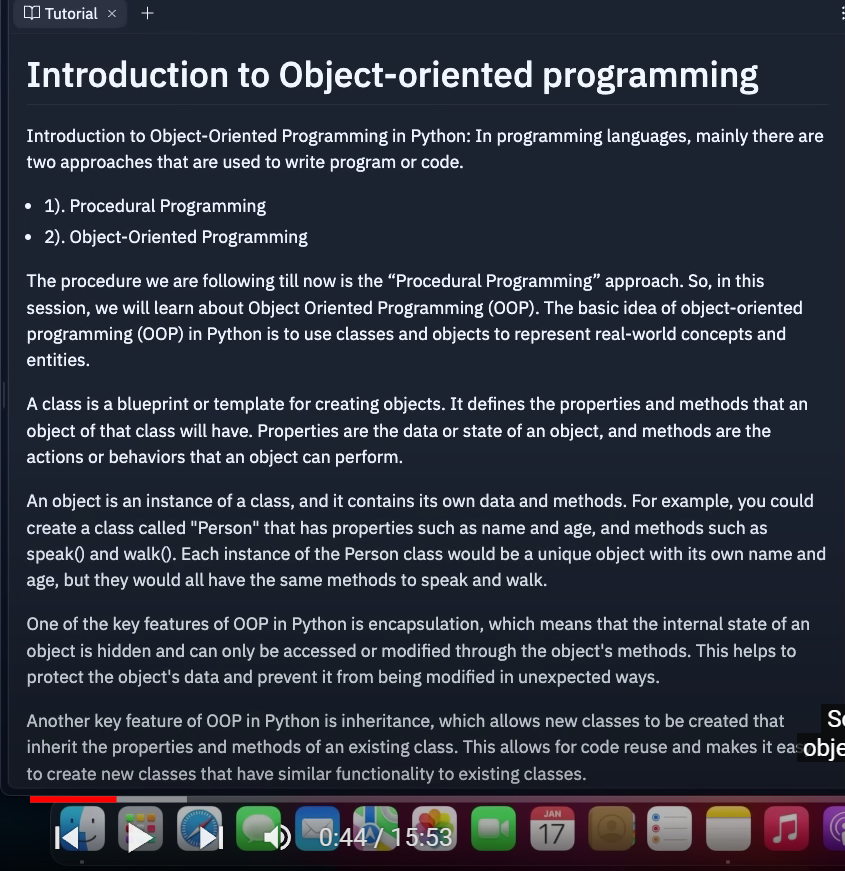 Tutorial
Introduction to Object-oriented programming
Introduction to Object-Oriented Programming in Python: In programming languages, mainly there are
two approaches that are used to write program or code.
1). Procedural Programming
2). Object-Oriented Programming
The procedure we are following till now is the “Procedural Programming” approach. So, in this
session, we will learn about Object Oriented Programming (OOP). The basic idea of object-oriented
programming (OOP) in Python is to use classes and objects to represent real-world concepts and
entities.
A class is a blueprint or template for creating objects. It defines the properties and methods that an
object of that class will have. Properties are the data or state of an object, and methods are the
actions or behaviors that an object can perform.
An object is an instance of a class, and it contains its own data and methods. For example, you could
create a class called "Person" that has properties such as name and age, and methods such as
speak() and walk(). Each instance of the Person class would be a unique object with its own name and
age, but they would all have the same methods to speak and walk.
One of the key features of OOP in Python is encapsulation, which means that the internal state of an
object is hidden and can only be accessed or modified through the object's methods. This helps to
protect the object's data and prevent it from being modified in unexpected ways.
Another key feature of OOP in Python is inheritance, which allows new classes to be created that
inherit the properties and methods of an existing class. This allows for code reuse and makes it
to create new classes that have similar functionality to existing classes.
0:44 / 15:53
JAN
17